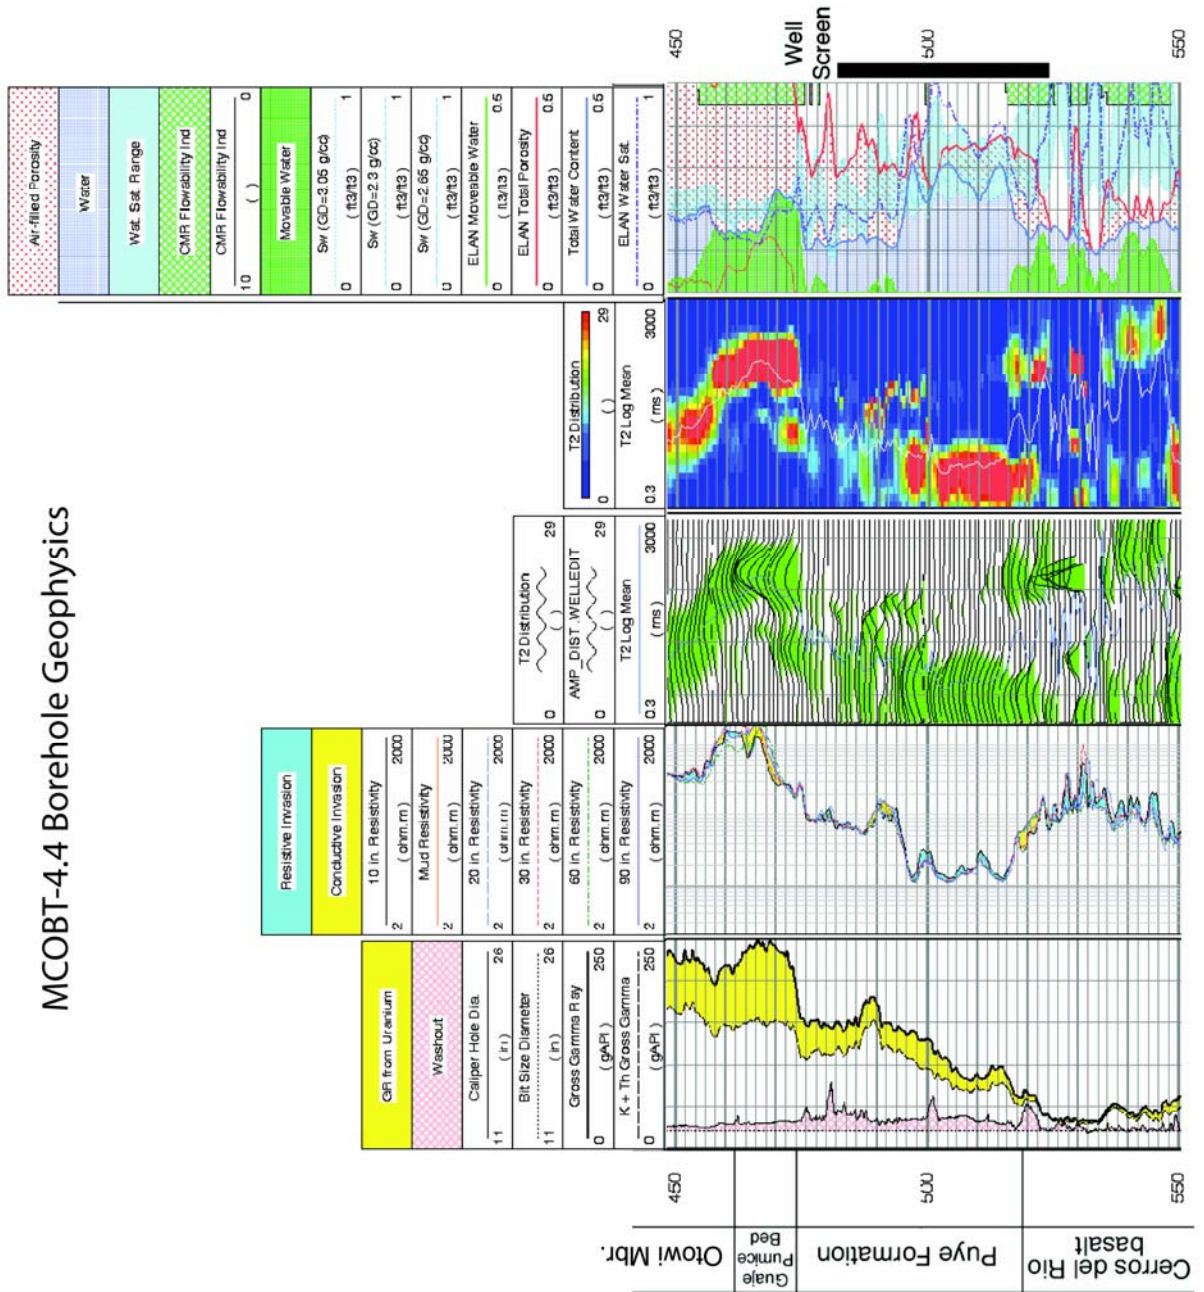 MCOBT-4.4 Borehole Geophysics
Air-filled Porosity
Water
Wat. Sat Range
CMR Flowability Ind
CMR Flowability Ind
10 ( ) 0
Movable Water
Sw (GD=3.05 g/cc)
0 ( ft3/ft3) 1
Sw (GD=2.3 g/cc)
0 ( ft3/ft3) 1
Sw (GD=2.65 g/cc)
0 ( ft3/ft3) 1
ELAN Moveable Water
0 (ft3/ft3) 0.5
ELAN Total Porosity
0 (ft3/ft3) 0.5
Total Water Content
0 (ft3/ft3) 0.5
ELAN Water Sat.
0 (ft3/ft3) 1
450
Well
Screen
500
550
T2 Distribution
0 ( ) 29
T2 Log Mean
0.3 ( ms ) 3000
T2 Distribution
0 ( ) 29
AMP_DIST.WELLEDIT
0 ( ) 29
T2 Log Mean
0.3 ( ms ) 3000
Resistive Invasion
Conductive Invasion
10 in. Resistivity
2 ( ohm.m) 2000
Mud Resistivity
2 ( ohm.m) 2000
20 in. Resistivity
2 ( ohm.m) 2000
30 in. Resistivity
2 ( ohm.m) 2000
60 in. Resistivity
2 ( ohm.m) 2000
90 in. Resistivity
2 ( ohm.m) 2000
GR from Uranium
Washout
Caliper Hole Dia.
11 ( in) 26
Bit Size Diameter
11 ( in) 26
Gross Gamma Ray
0 (gAPI) 250
K + Th Gross Gamma
0 (gAPI) 250
450
500
550
Otowi Mbr.
Guaje
Pumice
Bed
Puye Formation
Cerros del Rio
basalt